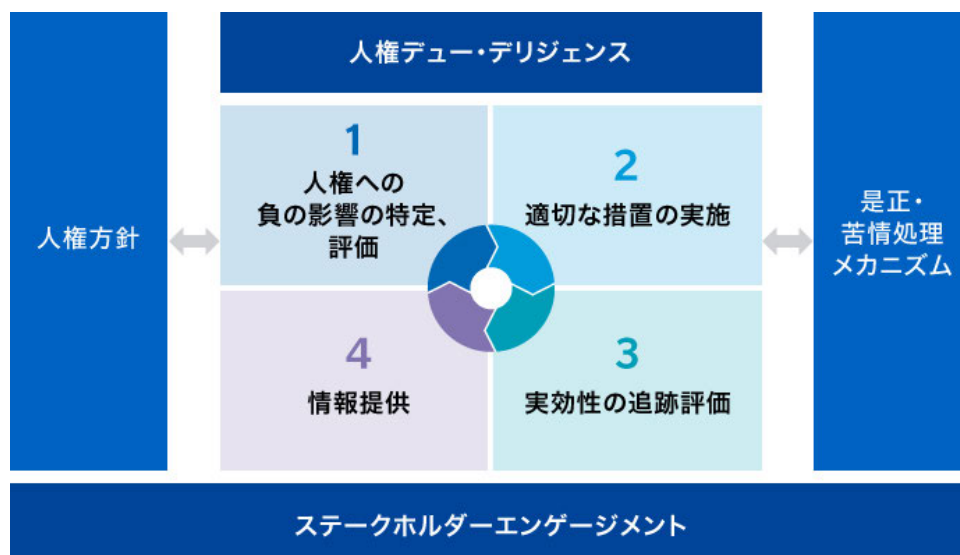 人権デュー・デリジェンス
人権方針
1
人権への
負の影響の特定、
評価
2
適切な措置の実施
是正・
苦情処理
メカニズム
4
情報提供
3
実効性の追跡評価
ステークホルダーエンゲージメント